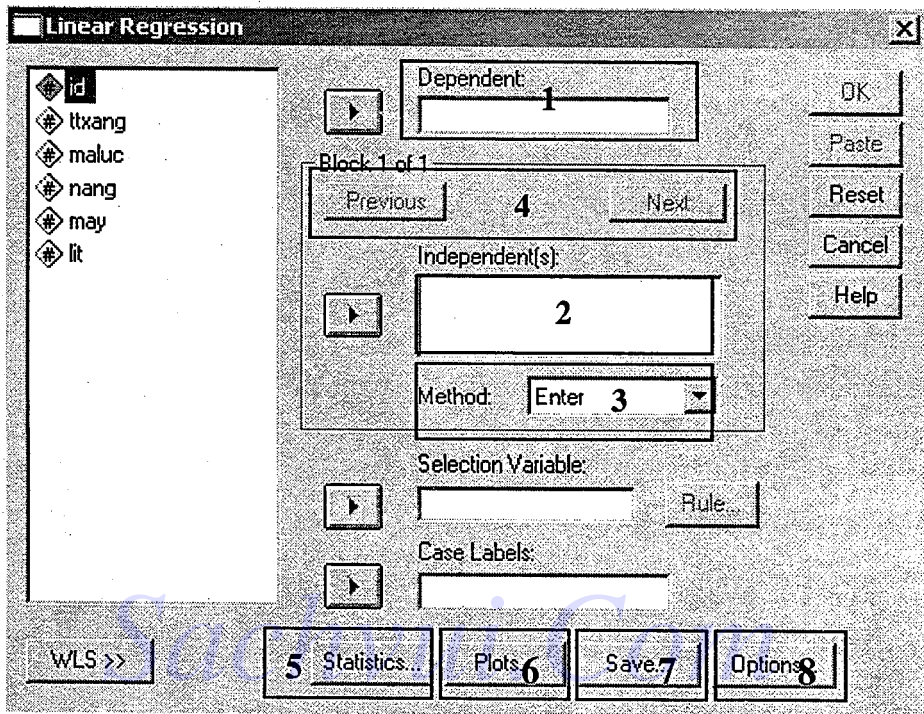 Linear Regression
id
ttxang
maluc
nang
may
lit
Dependent:
1
Block 1 of 1
Previous
4
Next
Independent(s):
2
Method:
Enter
3
Selection Variable:
Rule...
Case Labels:
OK
Paste
Reset
Cancel
Help
WLS >>
5
Statistics...
Plots
6
Save.
7
Options
8
Sachvui.Com